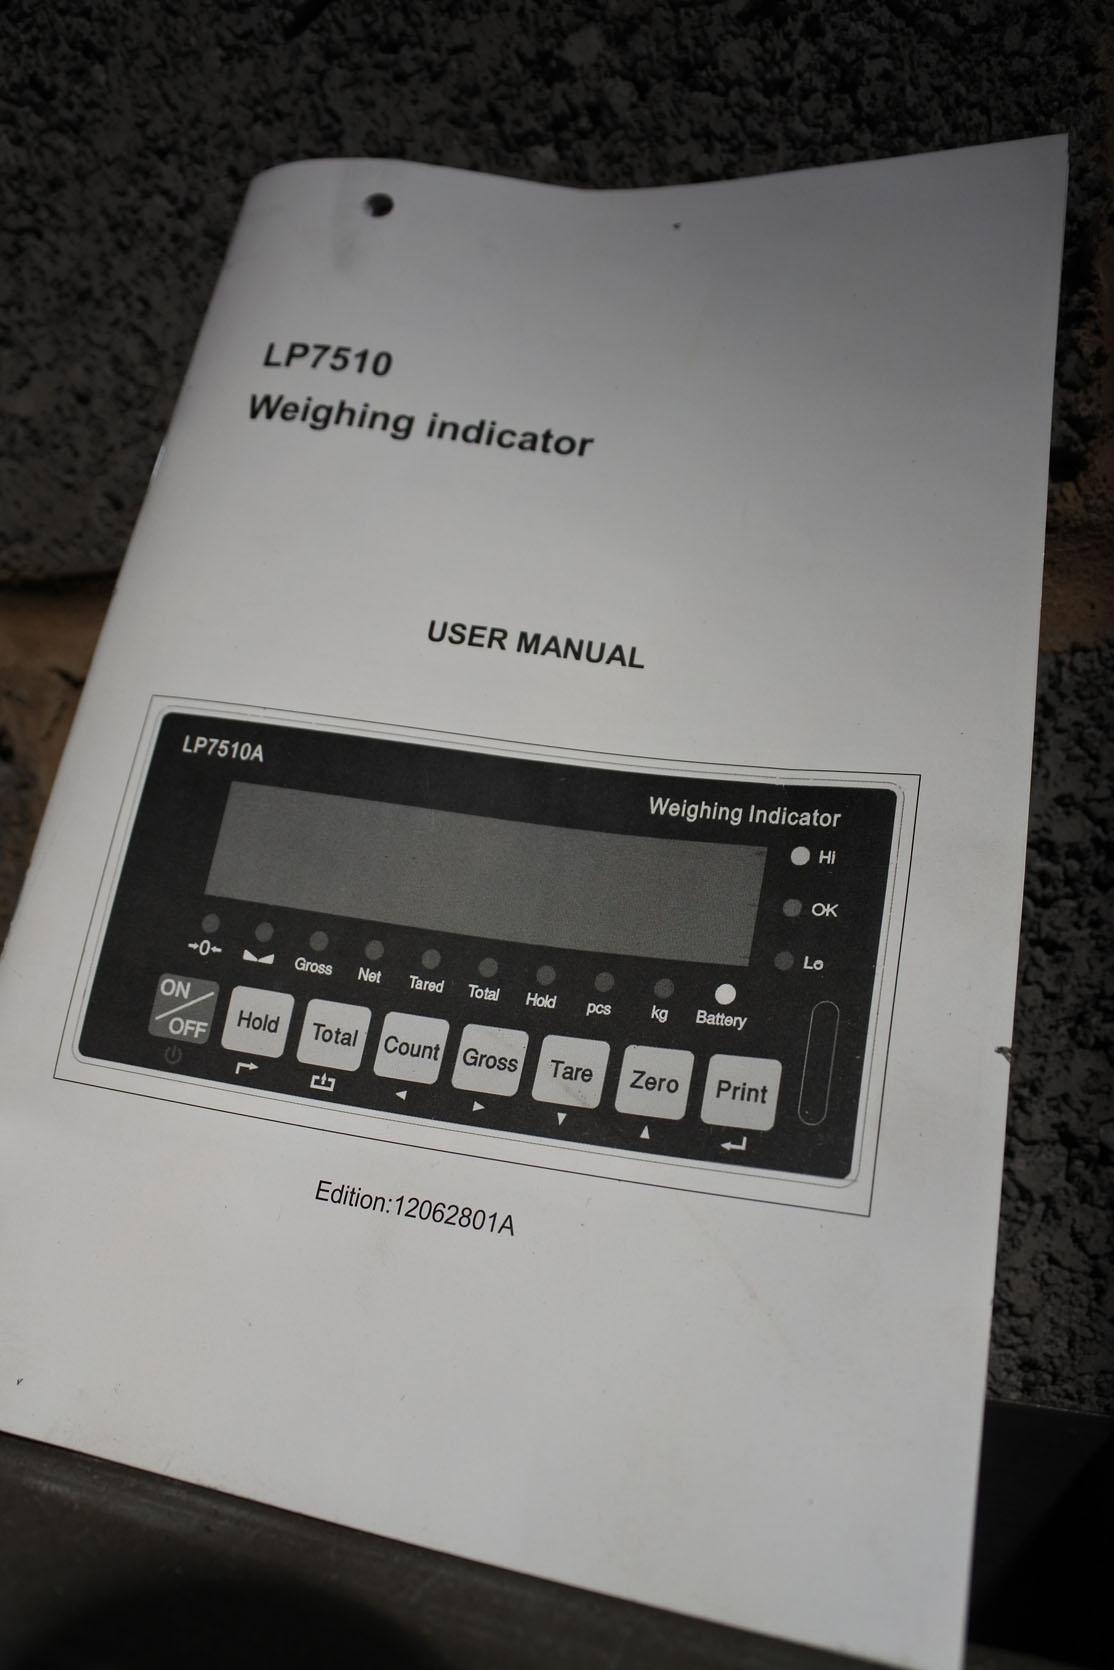 LP7510
Weighing indicator
USER MANUAL
LP7510A
Weighing Indicator
Hi
OK
Lo
→0←
Gross Net Tared Total Hold pcs kg Battery
ON/OFF Hold Total Count Gross Tare Zero Print
Edition:12062801A